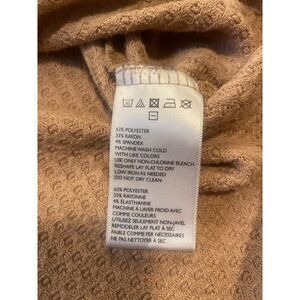 63% POLYESTER
33% RAYON
4% SPANDEX
MACHINE WASH COLD
WITH LIKE COLORS
USE ONLY NON-CHLORINE BLEACH
RESHAPE LAY FLAT TO DRY
LOW IRON AS NEEDED
DO NOT DRY CLEAN
63% POLYESTER
33% RAYONNE
4% ELASTHANNE
MACHINE A LAVER FROID AVEC
COMME COULEURS
UTILISEZ SEULEMENT NON-JAVEL
REMODELER LAT PLAT À SEC
FAIBLE COMME FER NÉCESSAIRES
NE PAS NETTOYER À SEC